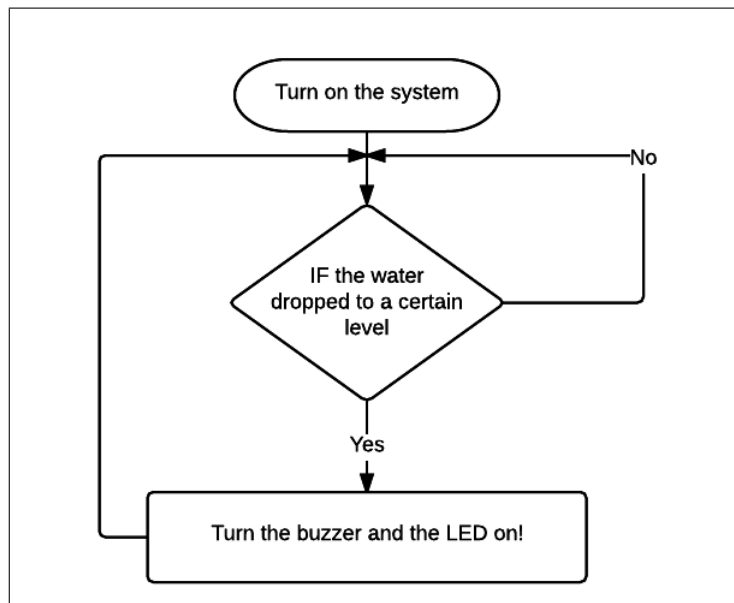 Turn on the system
No
IF the water
dropped to a certain
level
Yes
Turn the buzzer and the LED on!